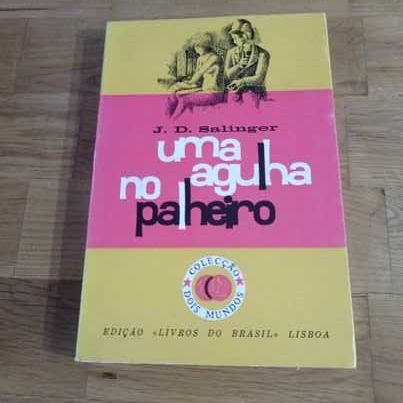 J. D. Salinger
uma
agulha
no
palheiro
COLECÇÃO
DOIS MUNDOS
EDIÇÃO «LIVROS DO BRASIL» LISBOA